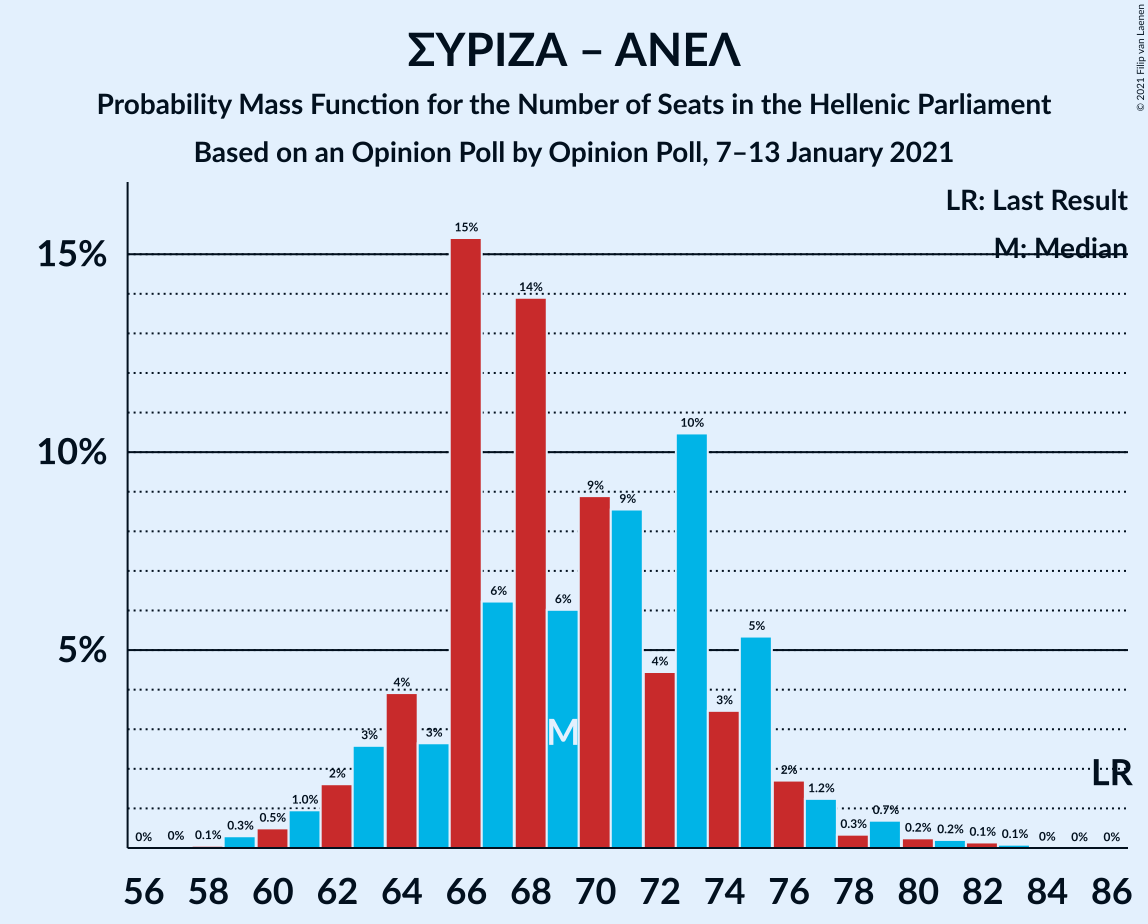 ΣΥΡΙΖΑ – ΑΝΕΛ
Probability Mass Function for the Number of Seats in the Hellenic Parliament
Based on an Opinion Poll by Opinion Poll, 7–13 January 2021
© 2021 Filip van Laenen
LR: Last Result
M: Median
15%
10%
5%
0% 0% 0.1% 0.3% 0.5% 1.0% 2% 3% 4% 3% 15% 6% 14% 6% 9% 9% 4% 10% 3% 5% 2% 1.2% 0.3% 0.7% 0.2% 0.2% 0.1% 0.1% 0% 0% 0%
M
LR
56 58 60 62 64 66 68 70 72 74 76 78 80 82 84 86